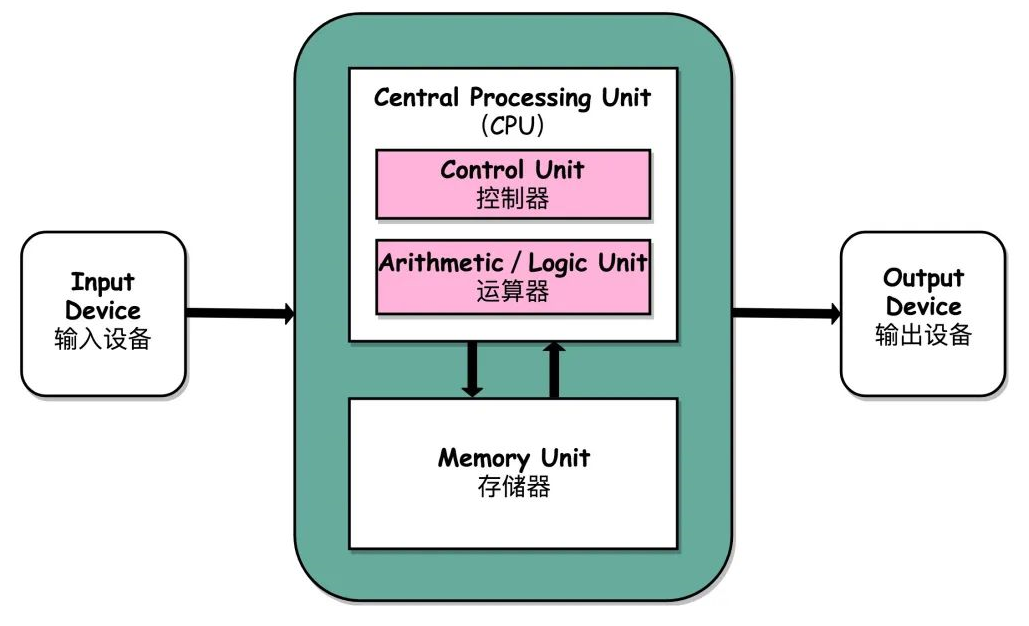 Central Processing Unit
(CPU)
Control Unit
控制器
Arithmetic / Logic Unit
运算器
Input
Device
输入设备
Output
Device
输出设备
Memory Unit
存储器